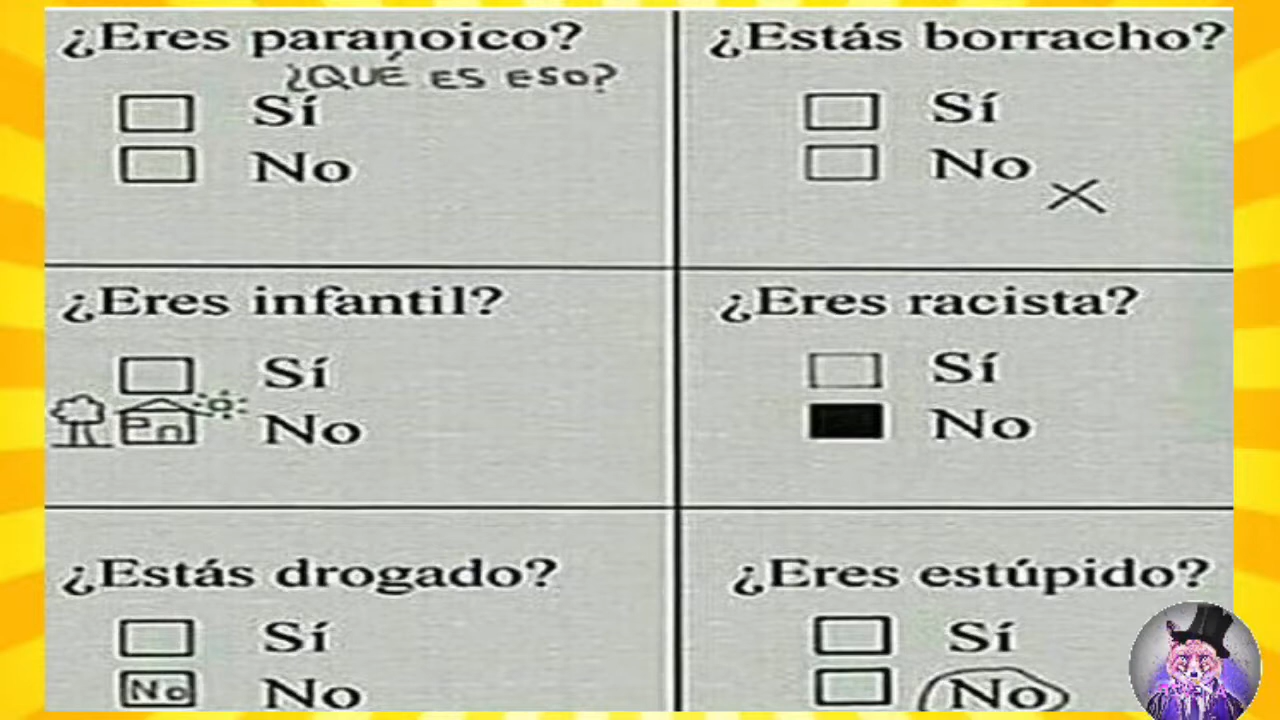 ¿Eres paranoico?
¿QUÉ ES ESO?
Sí
No
¿Estás borracho?
Sí
No
¿Eres infantil?
Sí
No
¿Eres racista?
Sí
No
¿Estás drogado?
Sí
No No
¿Eres estúpido?
Sí
No